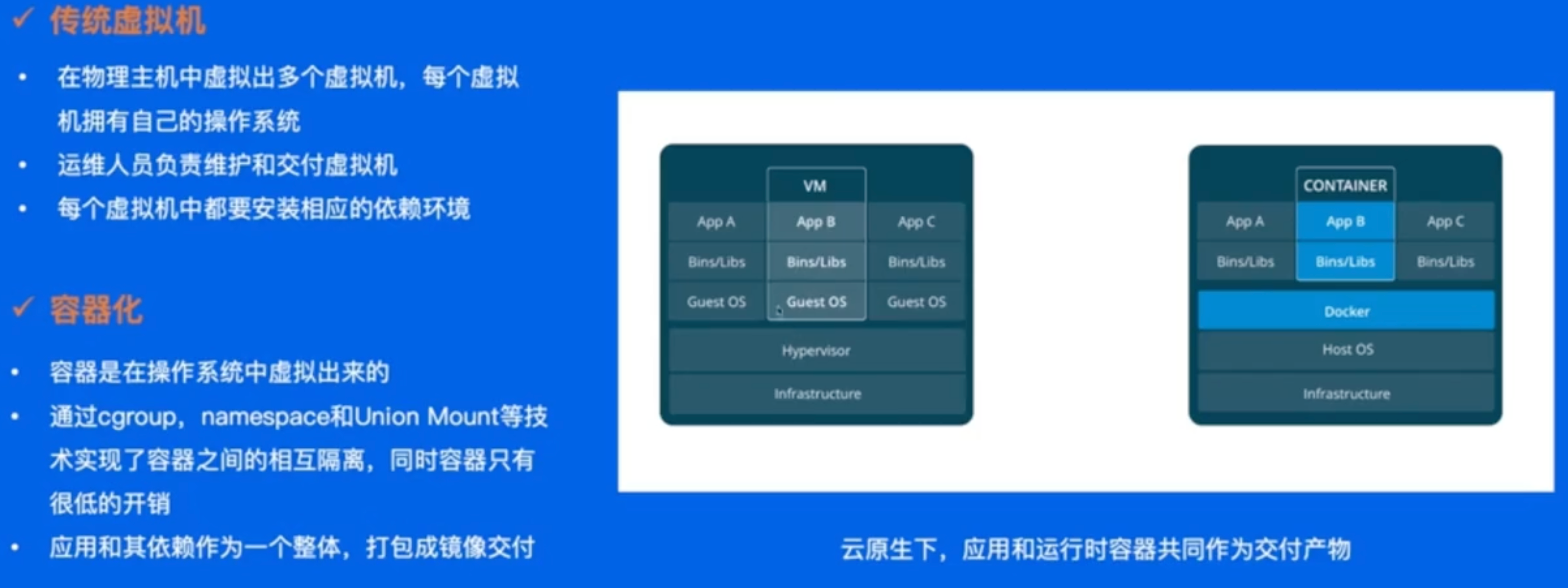 ✓ 传统虚拟机
• 在物理主机中虚拟出多个虚拟机，每个虚拟
机拥有自己的操作系统
• 运维人员负责维护和交付虚拟机
• 每个虚拟机中都要安装相应的依赖环境
✓ 容器化
• 容器是在操作系统中虚拟出来的
• 通过cgroup，namespace和Union Mount等技
术实现了容器之间的相互隔离，同时容器只有
很低的开销
• 应用和其依赖作为一个整体，打包成镜像交付
VM
App A App B App C
Bins/Libs Bins/Libs Bins/Libs
Guest OS Guest OS Guest OS
Hypervisor
Infrastructure
CONTAINER
App A App B App C
Bins/Libs Bins/Libs Bins/Libs
Docker
Host OS
Infrastructure
云原生下，应用和运行时容器共同作为交付产物